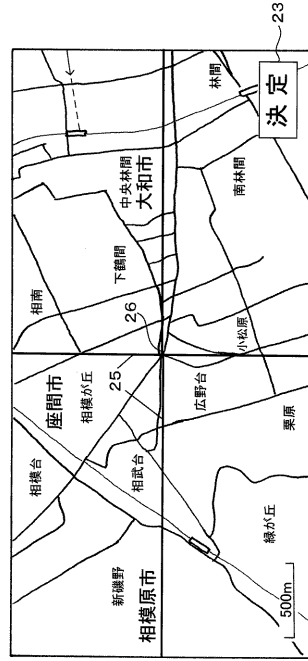 相模原市
新磯野
相模台
座間市
相模が丘
相武台
25
26
相南
下鶴間
中央林間
大和市
500m
緑が丘
栗原
広野台
小松原
南林間
林間
決定
23